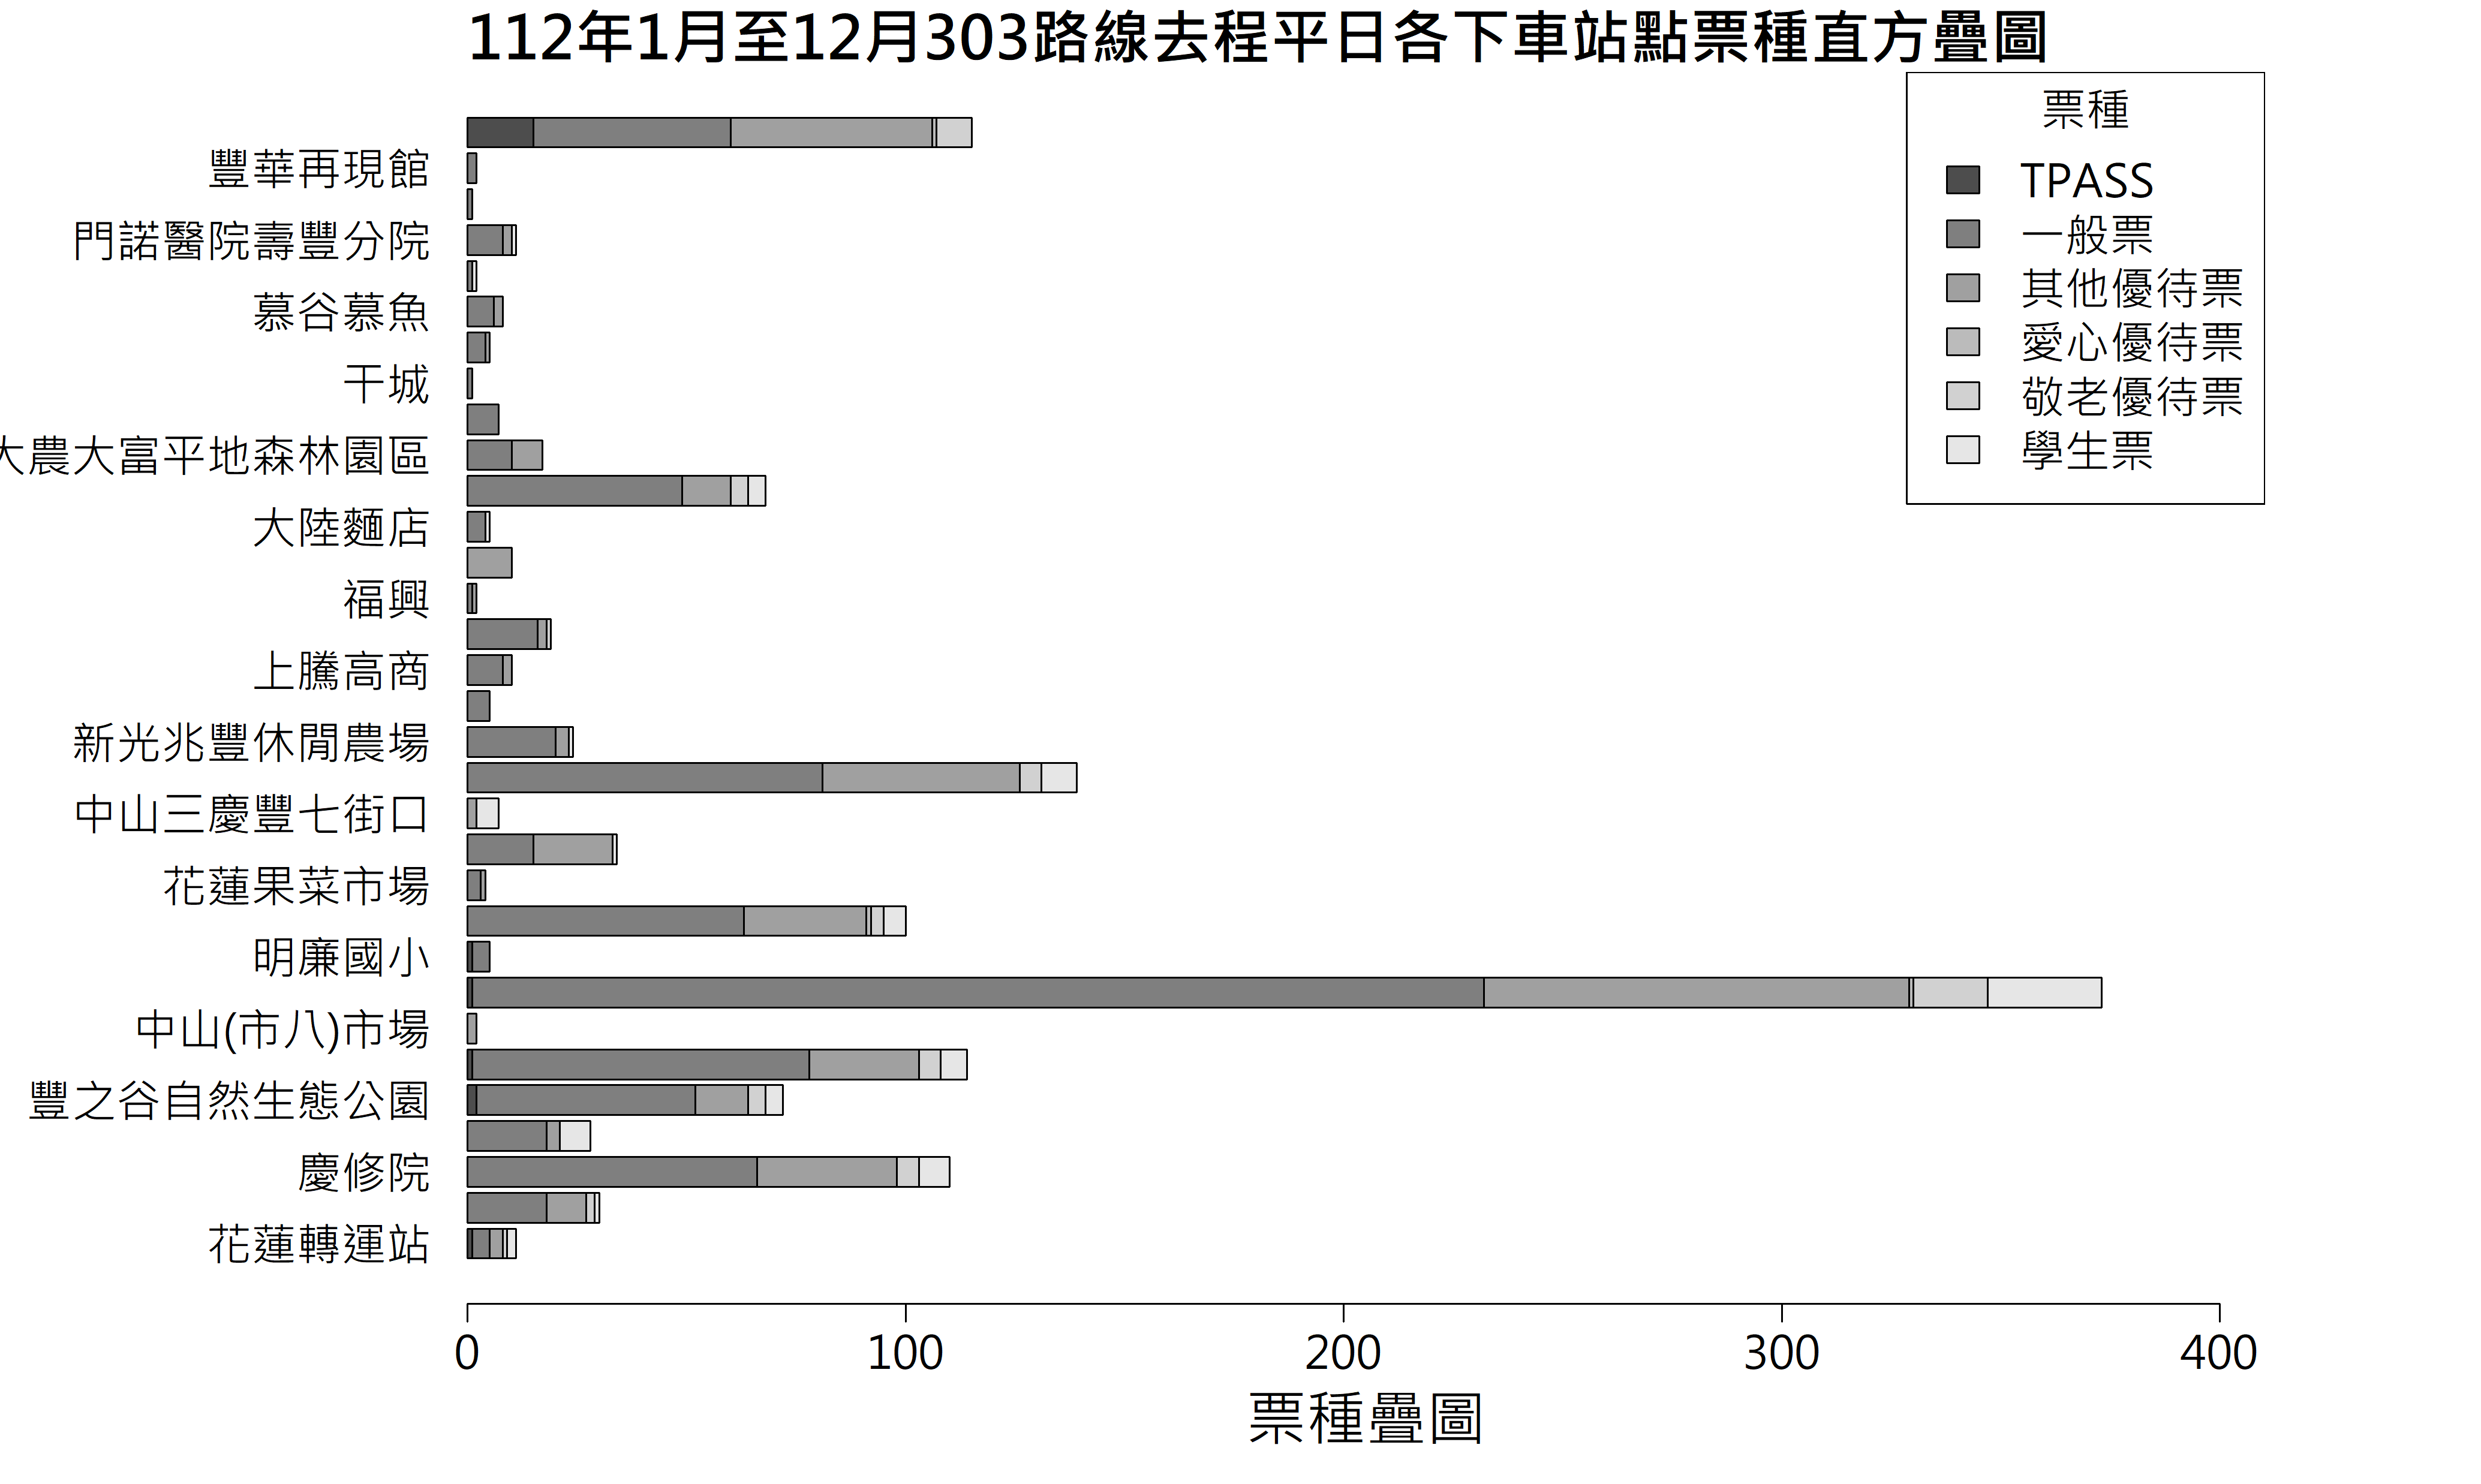 112年1月至12月303路線去程平日各下車站點票種直方疊圖
票種
TPASS
一般票
其他優待票
愛心優待票
敬老優待票
學生票
豐華再現館
門諾醫院壽豐分院
慕谷慕魚
干城
大農大富平地森林園區
大陸麵店
福興
上騰高商
新光兆豐休閒農場
中山三慶豐七街口
花蓮果菜市場
明廉國小
中山(市八)市場
豐之谷自然生態公園
慶修院
花蓮轉運站
0 100 200 300 400
票種疊圖